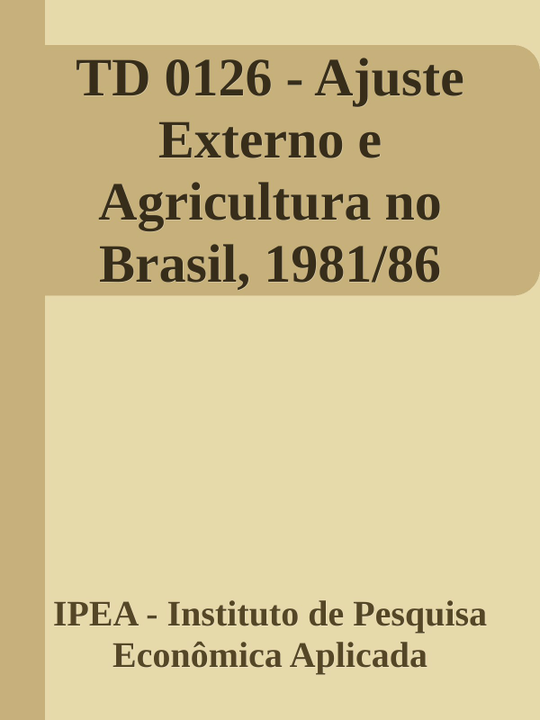 TD 0126 - Ajuste
Externo e
Agricultura no
Brasil, 1981/86
IPEA - Instituto de Pesquisa
Econômica Aplicada